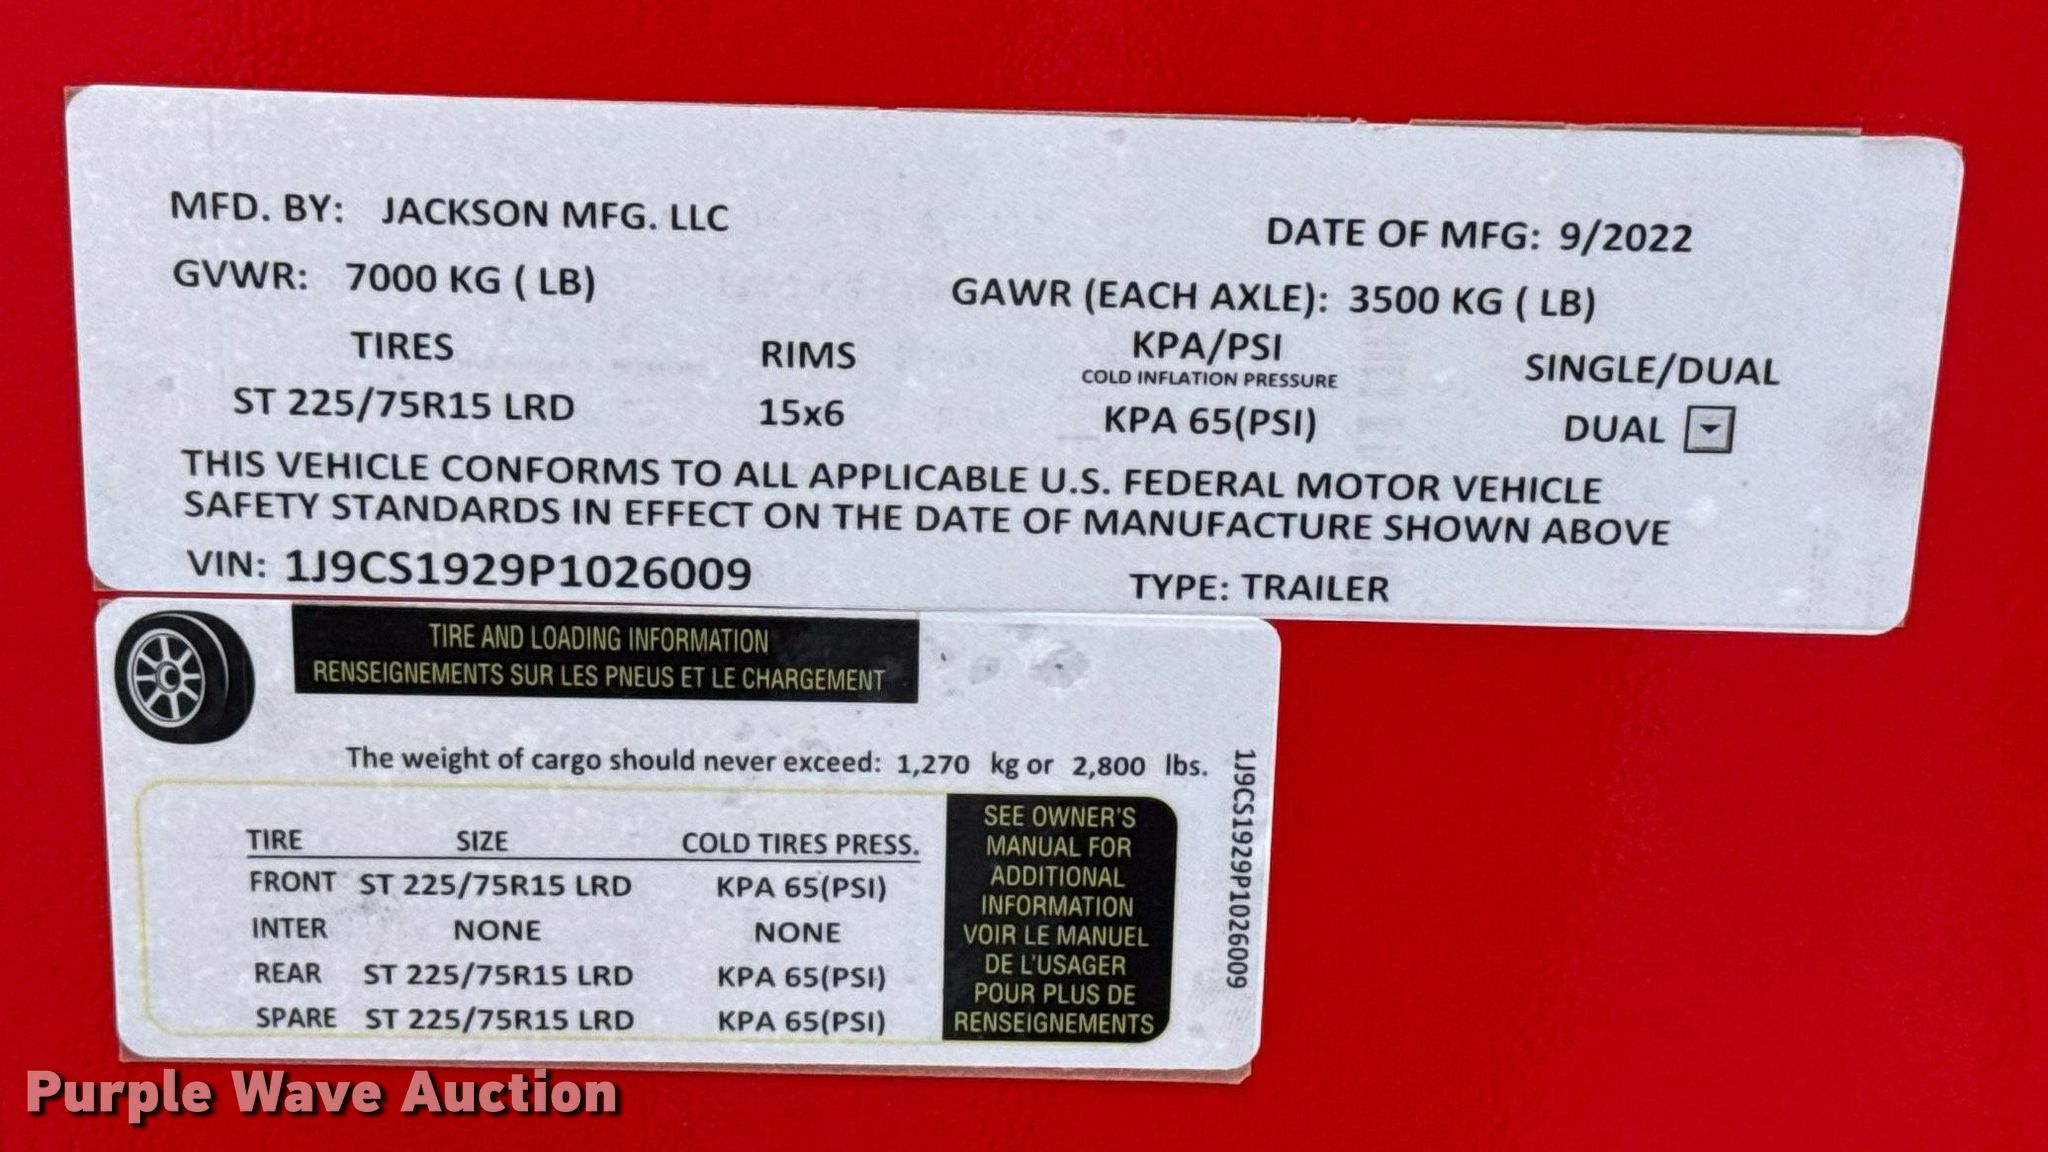 MFD. BY: JACKSON MFG. LLC
DATE OF MFG: 9/2022
GVWR: 7000 KG ( LB)
GAWR (EACH AXLE): 3500 KG ( LB)
TIRES RIMS KPA/PSI SINGLE/DUAL
COLD INFLATION PRESSURE
ST 225/75R15 LRD 15x6 KPA 65(PSI) DUAL
THIS VEHICLE CONFORMS TO ALL APPLICABLE U.S. FEDERAL MOTOR VEHICLE
SAFETY STANDARDS IN EFFECT ON THE DATE OF MANUFACTURE SHOWN ABOVE
VIN: 1J9CS1929P1026009
TYPE: TRAILER
TIRE AND LOADING INFORMATION
RENSEIGNEMENTS SUR LES PNEUS ET LE CHARGEMENT
The weight of cargo should never exceed: 1,270 kg or 2,800 lbs.
TIRE SIZE COLD TIRES PRESS.
FRONT ST 225/75R15 LRD KPA 65(PSI)
INTER NONE NONE
REAR ST 225/75R15 LRD KPA 65(PSI)
SPARE ST 225/75R15 LRD KPA 65(PSI)
SEE OWNER'S
MANUAL FOR
ADDITIONAL
INFORMATION
VOIR LE MANUEL
DE L'USAGER
POUR PLUS DE
RENSEIGNEMENTS
1J9CS1929P1026009
Purple Wave Auction